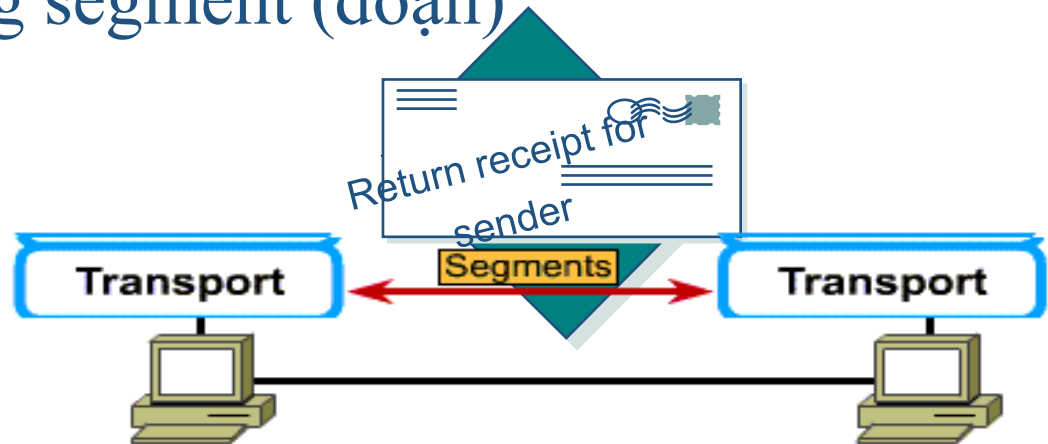 g segment (đoạn)
Return receipt for
sender
Segments
Transport
Transport